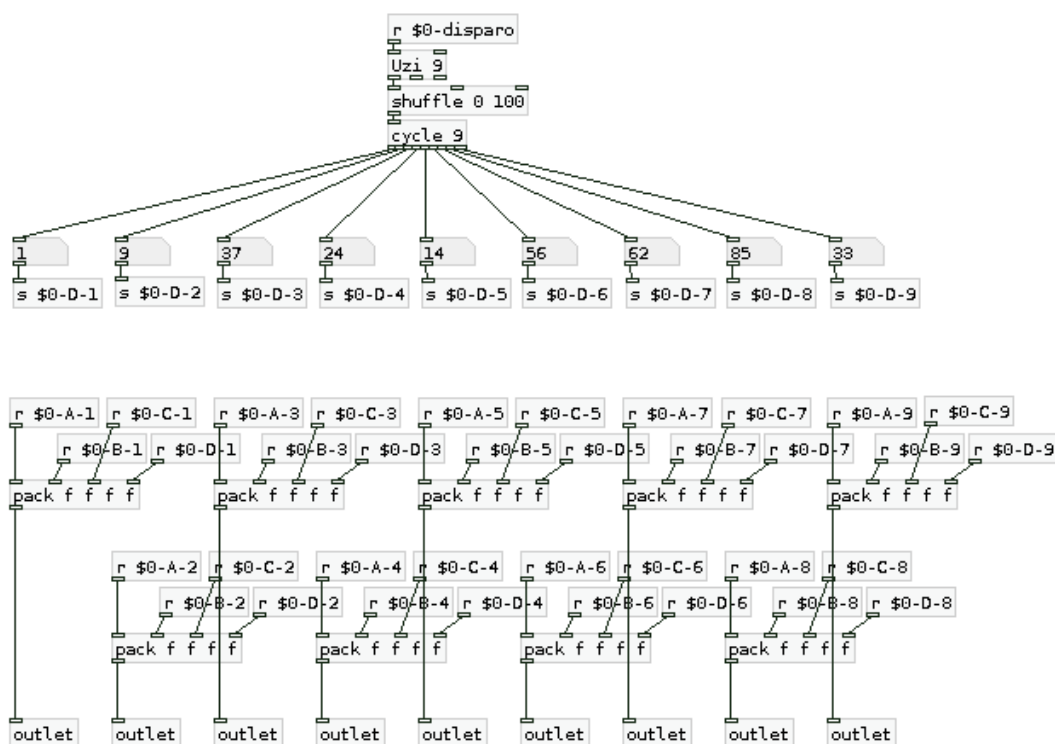 r $0-disparo
Uzi 9
shuffle 0 100
cycle 9
1 9 37 24 14 56 62 85 33
s $0-D-1 s $0-D-2 s $0-D-3 s $0-D-4 s $0-D-5 s $0-D-6 s $0-D-7 s $0-D-8 s $0-D-9
r $0-A-1 r $0-C-1 r $0-A-3 r $0-C-3 r $0-A-5 r $0-C-5 r $0-A-7 r $0-C-7 r $0-A-9 r $0-C-9
r $0-B-1 r $0-D-1 r $0-B-3 r $0-D-3 r $0-B-5 r $0-D-5 r $0-B-7 r $0-D-7 r $0-B-9 r $0-D-9
pack f f f f pack f f f f pack f f f f pack f f f f pack f f f f
r $0-A-2 r $0-C-2 r $0-A-4 r $0-C-4 r $0-A-6 r $0-C-6 r $0-A-8 r $0-C-8
r $0-B-2 r $0-D-2 r $0-B-4 r $0-D-4 r $0-B-6 r $0-D-6 r $0-B-8 r $0-D-8
pack f f f f pack f f f f pack f f f f pack f f f f
outlet outlet outlet outlet outlet outlet outlet outlet outlet